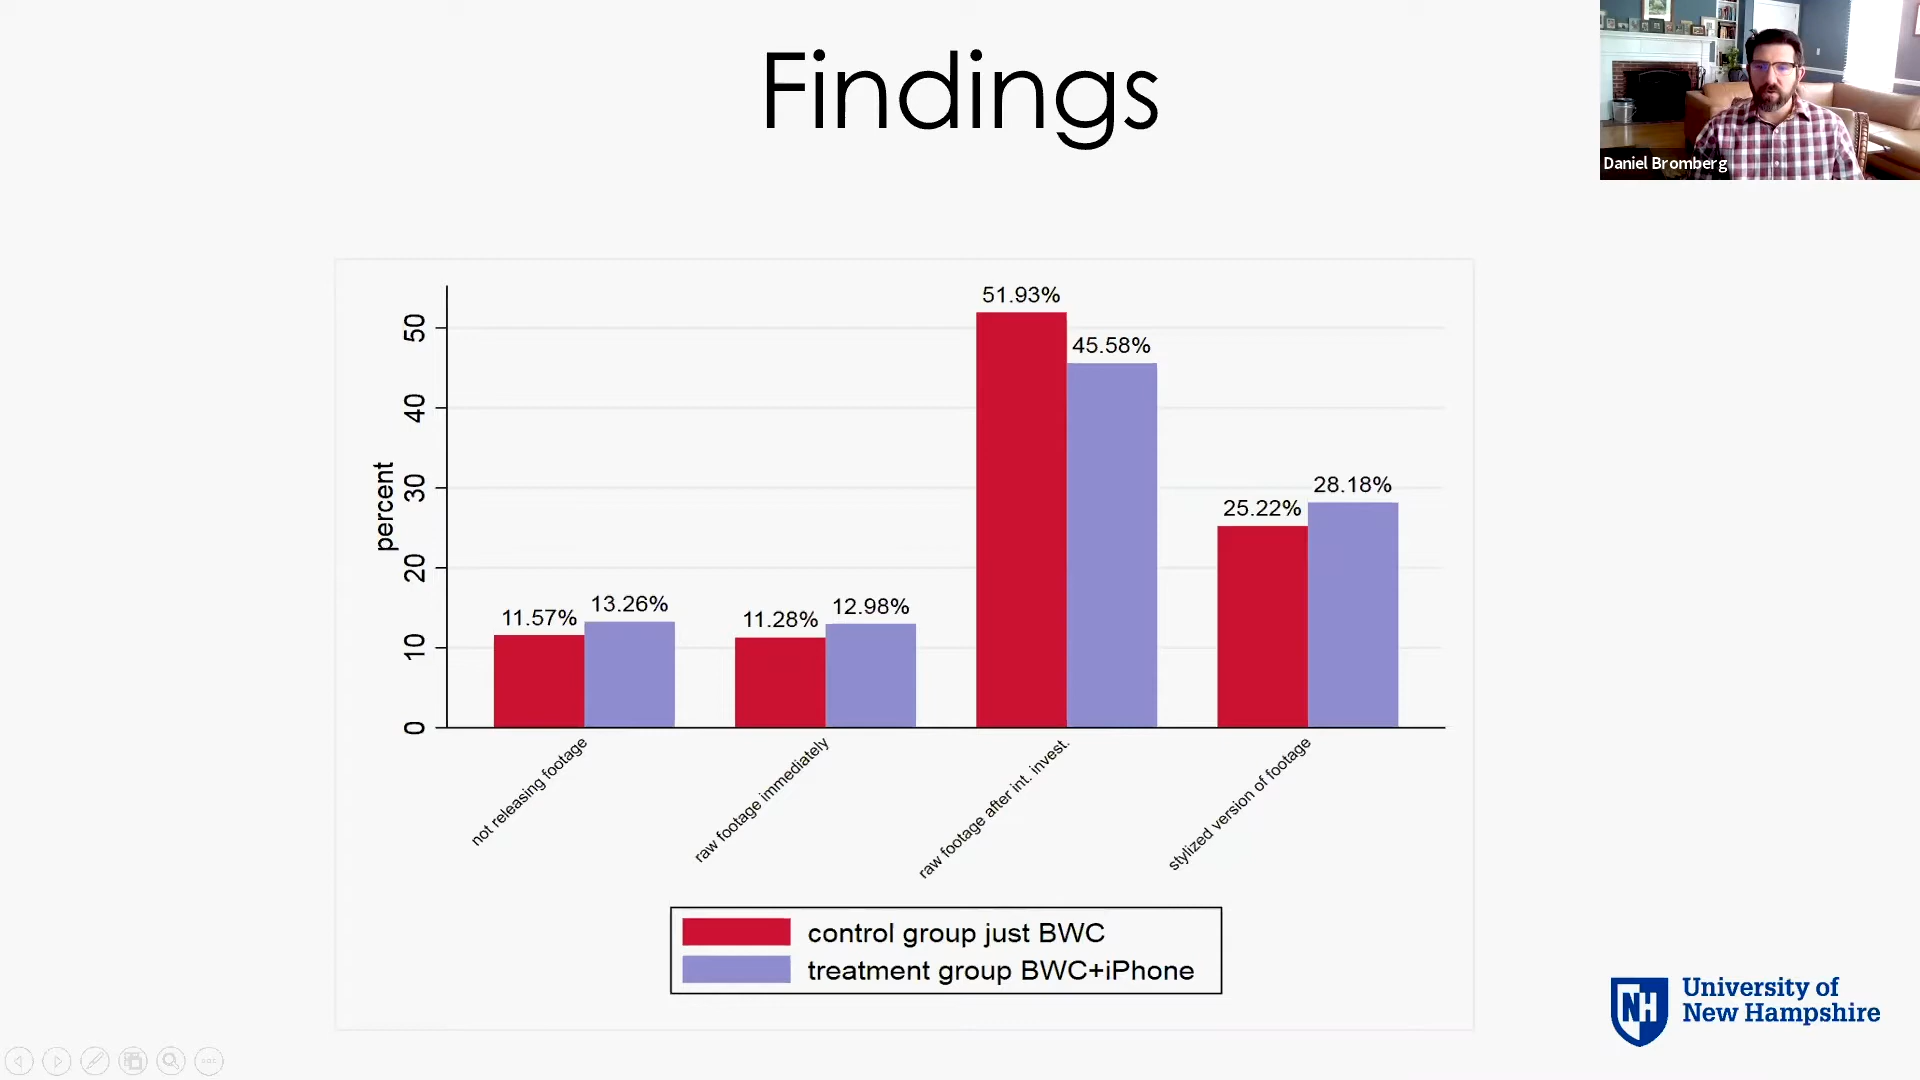 Findings
Daniel Bromberg
percent
50
40
30
20
10
0
51.93%
45.58%
28.18%
25.22%
11.57%
13.26%
11.28%
12.98%
not releasing footage
raw footage immediately
raw footage after int. invest.
stylized version of footage
control group just BWC
treatment group BWC+iPhone
NH
University of
New Hampshire